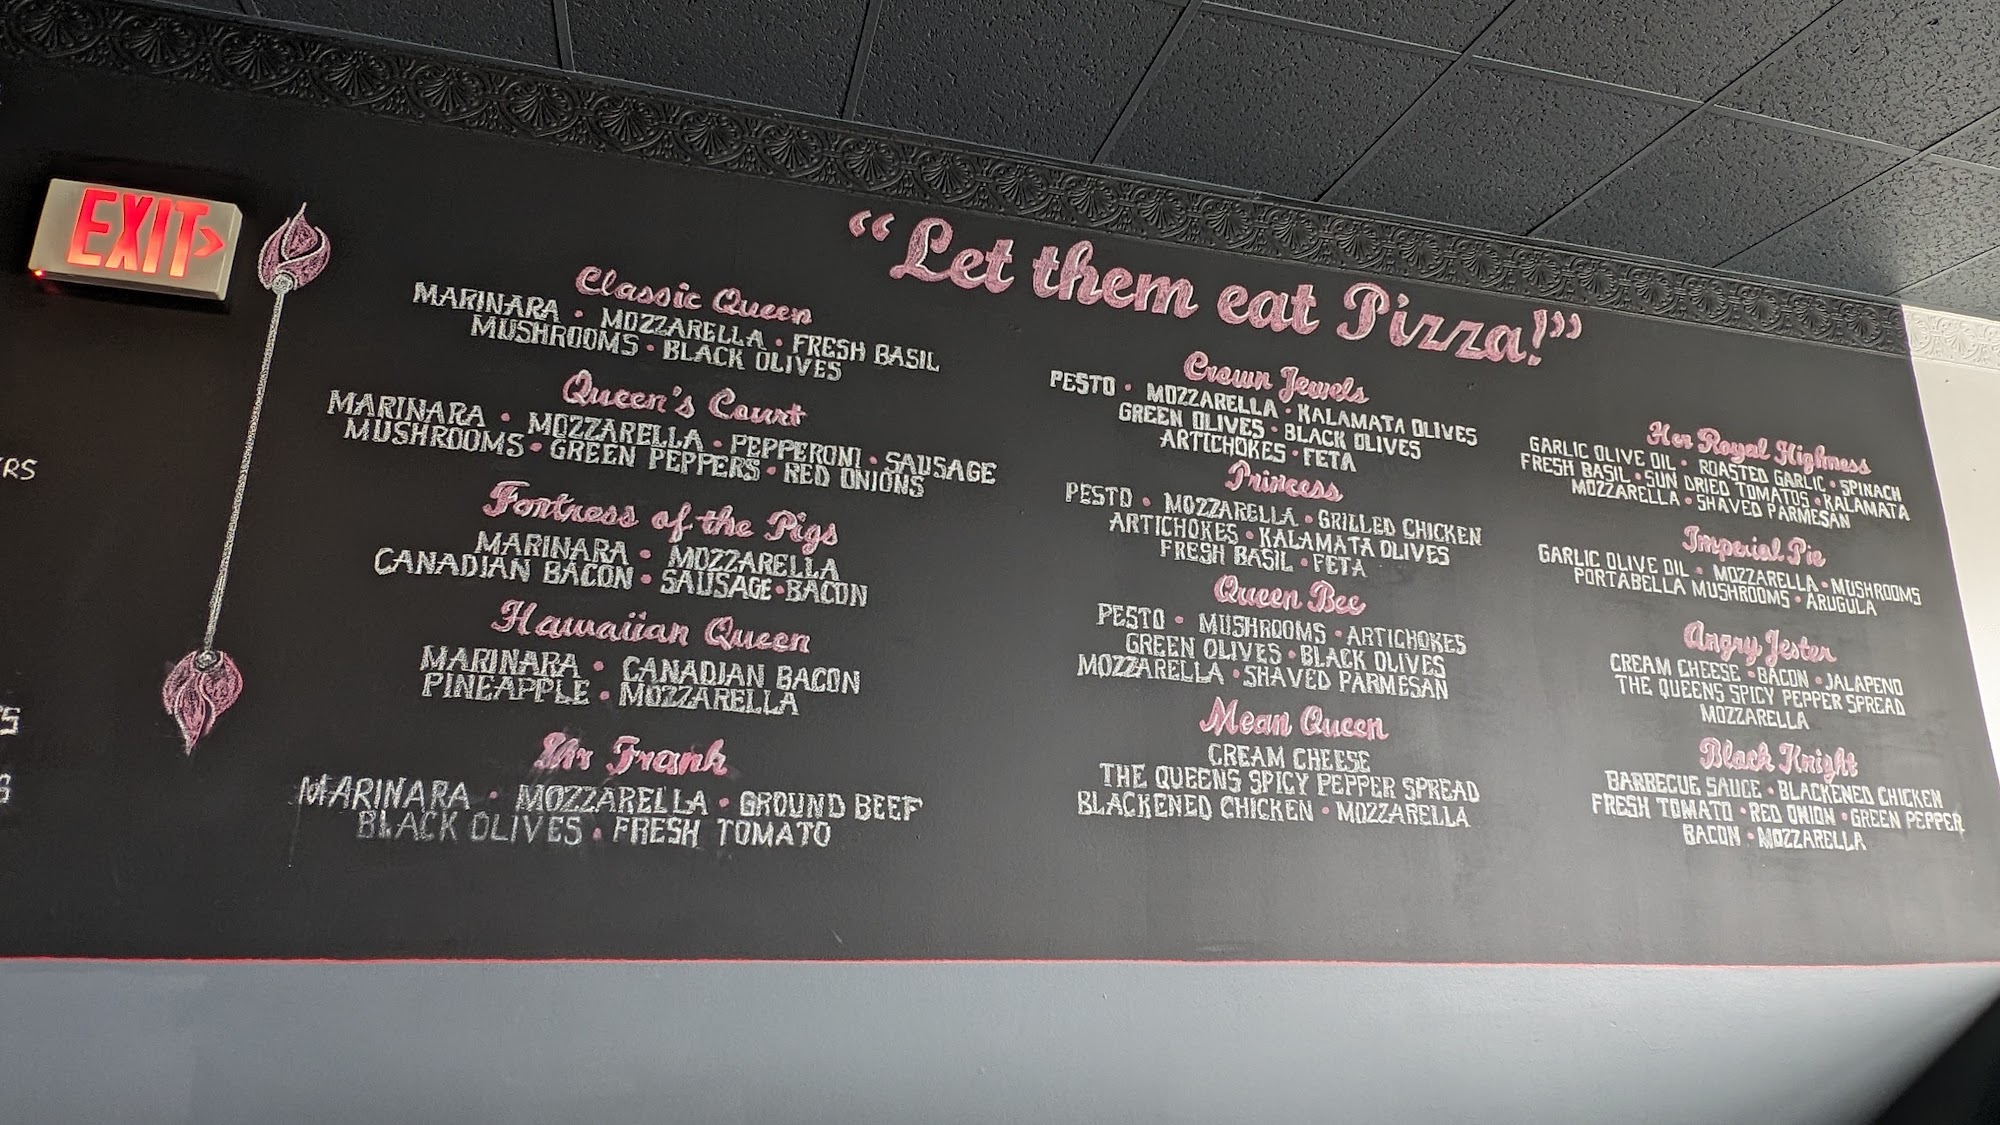 EXIT >
"Let them eat Pizza!"
Classic Queen
MARINARA • MOZZARELLA • FRESH BASIL
MUSHROOMS • BLACK OLIVES
Queen's Court
MARINARA • MOZZARELLA • PEPPERONI • SAUSAGE
MUSHROOMS • GREEN PEPPERS • RED ONIONS
Fortress of the Pigs
MARINARA • MOZZARELLA
CANADIAN BACON • SAUSAGE • BACON
Hawaiian Queen
MARINARA • CANADIAN BACON
PINEAPPLE • MOZZARELLA
Mr Frank
MARINARA • MOZZARELLA • GROUND BEEF
BLACK OLIVES • FRESH TOMATO
Crown Jewels
PESTO • MOZZARELLA • KALAMATA OLIVES
GREEN OLIVES • BLACK OLIVES
ARTICHOKES • FETA
Princess
PESTO • MOZZARELLA • GRILLED CHICKEN
ARTICHOKES • KALAMATA OLIVES
FRESH BASIL • FETA
Queen Bee
PESTO • MUSHROOMS • ARTICHOKES
GREEN OLIVES • BLACK OLIVES
MOZZARELLA • SHAVED PARMESAN
Mean Queen
CREAM CHEESE
THE QUEENS SPICY PEPPER SPREAD
BLACKENED CHICKEN • MOZZARELLA
Her Royal Highness
GARLIC OLIVE OIL • ROASTED GARLIC • SPINACH
FRESH BASIL • SUN DRIED TOMATOS • KALAMATA
MOZZARELLA • SHAVED PARMESAN
Imperial Pie
GARLIC OLIVE OIL • MOZZARELLA • MUSHROOMS
PORTABELLA MUSHROOMS • ARUGULA
Angry Jester
CREAM CHEESE • BACON • JALAPENO
THE QUEENS SPICY PEPPER SPREAD
MOZZARELLA
Black Knight
BARBECUE SAUCE • BLACKENED CHICKEN
FRESH TOMATO • RED ONION • GREEN PEPPER
BACON • MOZZARELLA